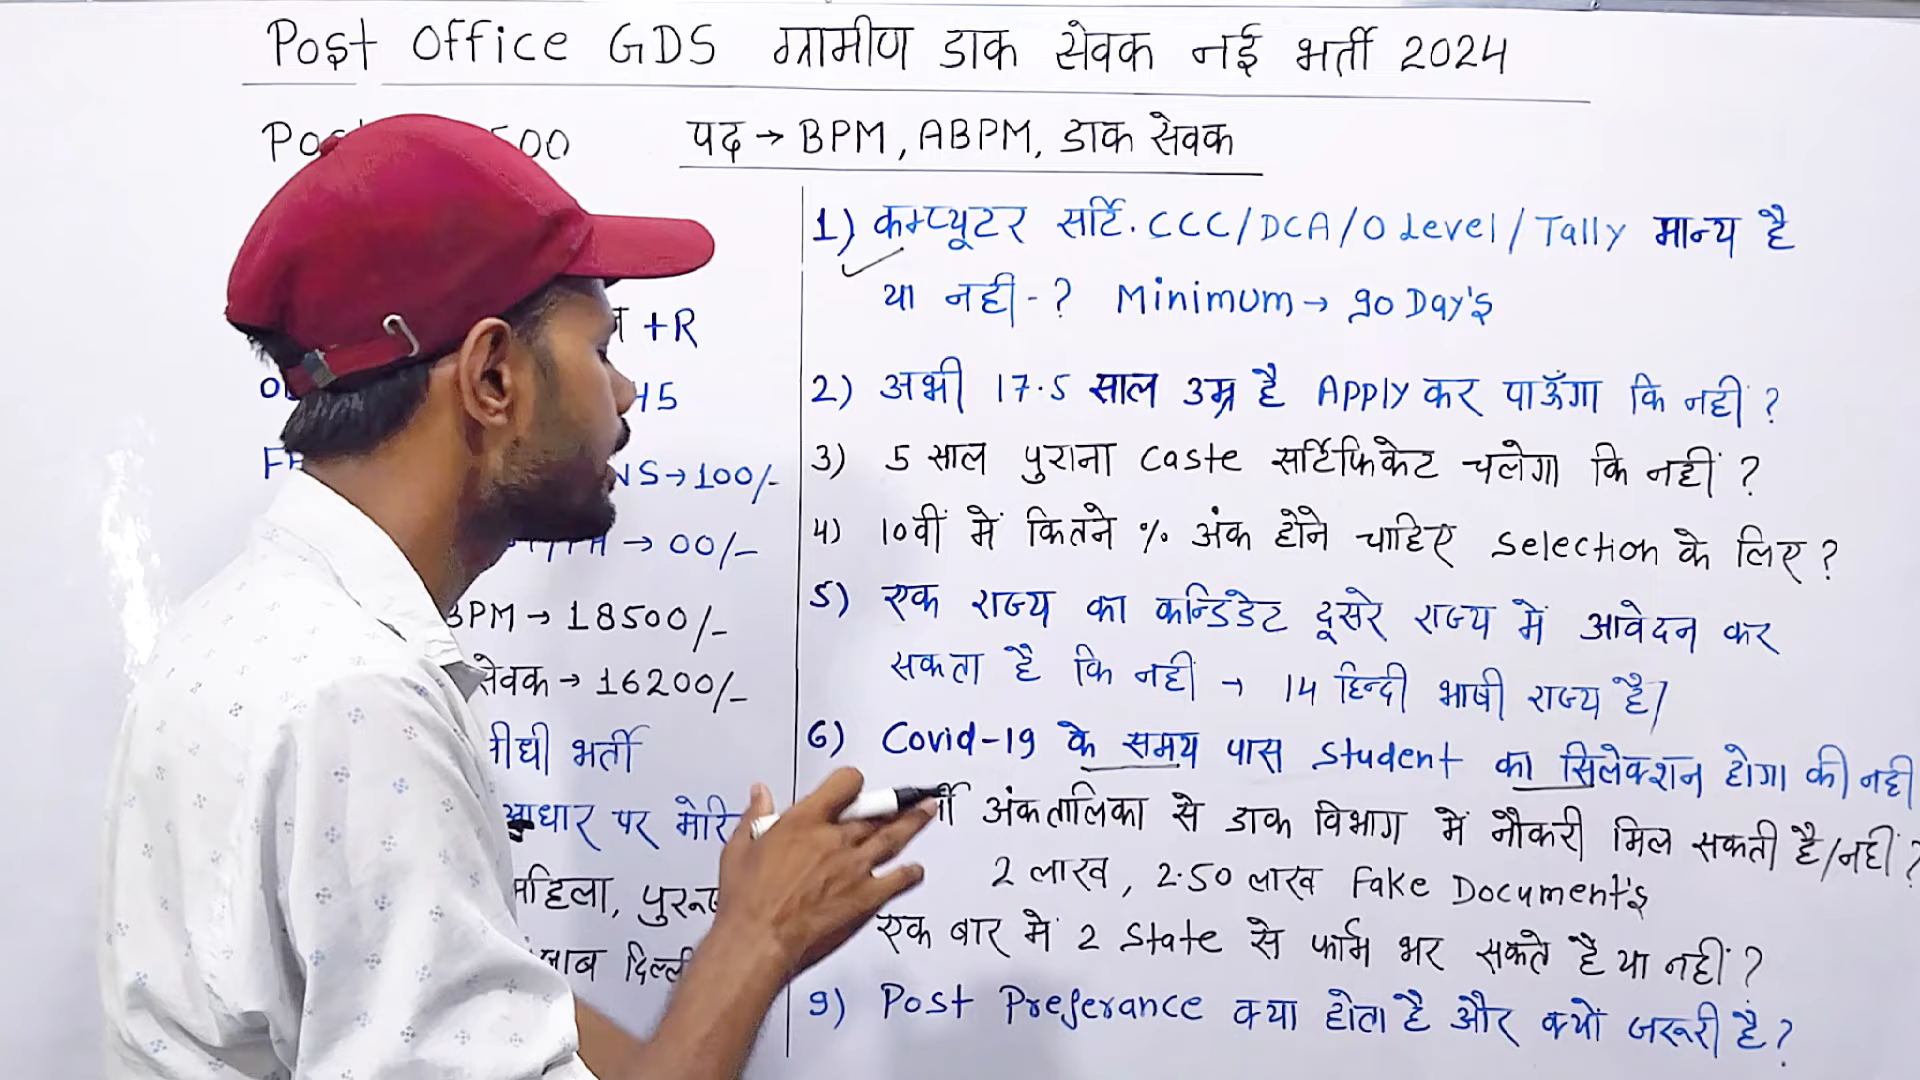 Post Office GDS ग्रामीण डाक सेवक नई भर्ती 2024
500 पद → BPM, ABPM, डाक सेवक
+R
45
NS→100/-
→ 00/-
BPM → 18500/-
सेवक → 16200/-
भर्ती
आधार पर मेरि
महिला, पुरूष
दिल्ली
1) कम्प्यूटर सर्टि. CCC/DCA/O Level/Tally मान्य है
या नही - ? Minimum → 90 Day's
2) अभी 17.5 साल उम्र है Apply कर पाऊँगा कि नहीं ?
3) 5 साल पुराना Caste सर्टिफिकेट चलेगा कि नहीं ?
4) 10वीं में कितने % अंक होने चाहिए Selection के लिए ?
5) एक राज्य का कन्डिडेट दूसरे राज्य में आवेदन कर
सकता है कि नही → 14 हिन्दी भाषी राज्य है/
6) Covid-19 के समय पास Student का सिलेक्शन होगा की नही
अंकतालिका से डाक विभाग में नौकरी मिल सकती है/नहीं ?
2 लाख, 2.50 लाख Fake Document's
एक बार में 2 State से फार्म भर सकते है या नहीं ?
9) Post Preferance क्या होता है और क्यों जरूरी है ?